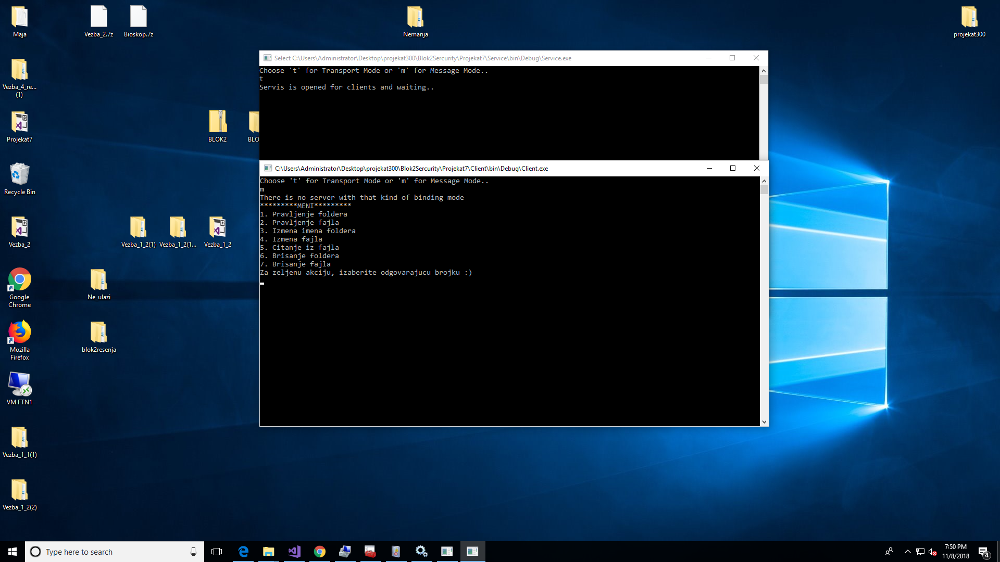 Maja
Vezba_2.7z
Bioskop.7z
Nemanja
projekat300
Vezba_4_re...
(1)
Projekat7
BLOK2
BLO
Recycle Bin
Vezba_2
Vezba_1_2(1)
Vezba_1_2(1...
Vezba_1_2
Google
Chrome
Ne_ulazi
Mozilla
Firefox
blok2resenja
VM FTN1
Vezba_1_1(1)
Vezba_1_2(2)
Select C:\Users\Administrator\Desktop\projekat300\Blok2Sercurity\Projekat7\Service\bin\Debug\Service.exe
Choose 't' for Transport Mode or 'm' for Message Mode..
t
Servis is opened for clients and waiting..
C:\Users\Administrator\Desktop\projekat300\Blok2Sercurity\Projekat7\Client\bin\Debug\Client.exe
Choose 't' for Transport Mode or 'm' for Message Mode..
m
There is no server with that kind of binding mode
*********MENI*********
1. Pravljenje foldera
2. Pravljenje fajla
3. Izmena imena foldera
4. Izmena fajla
5. Citanje iz fajla
6. Brisanje foldera
7. Brisanje fajla
Za zeljenu akciju, izaberite odgovarajucu brojku :)
Type here to search
7:50 PM
11/8/2018
4